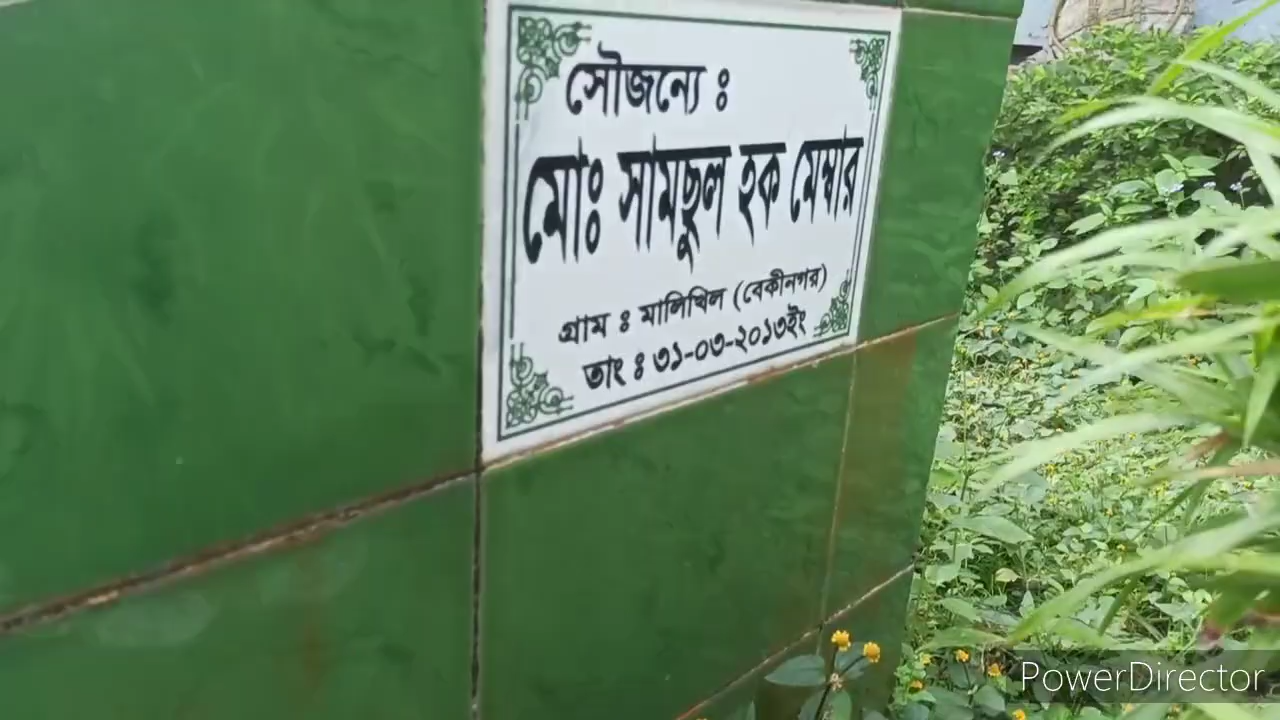 সৌজন্যে ঃ
মোঃ সামছুল হক মেম্বার
গ্রাম ঃ মালিখিল (বেকীনগর)
তাং ঃ ৩১-০৩-২০১৩ইং
PowerDirector